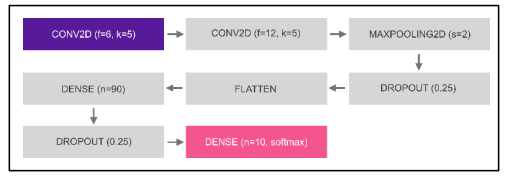 CONV2D (f=6, k=5)
CONV2D (f=12, k=5)
MAXPOOLING2D (s=2)
DROPOUT (0.25)
FLATTEN
DENSE (n=90)
DROPOUT (0.25)
DENSE (n=10, softmax)